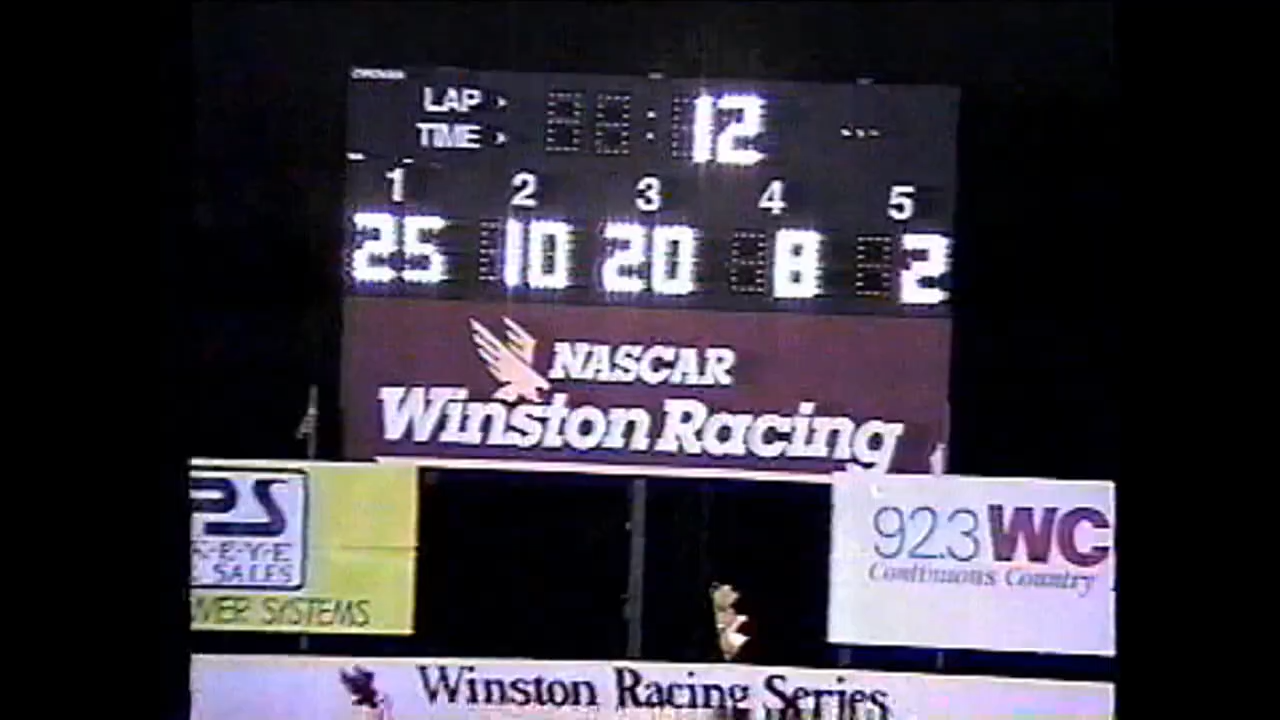 LAP
TIME
12
1 2 3 4 5
25 10 20 8 2
NASCAR
Winston Racing
PS
K-E-Y-E
SALES
WER SYSTEMS
92.3 WC
Continuous Country
Winston Racing Series